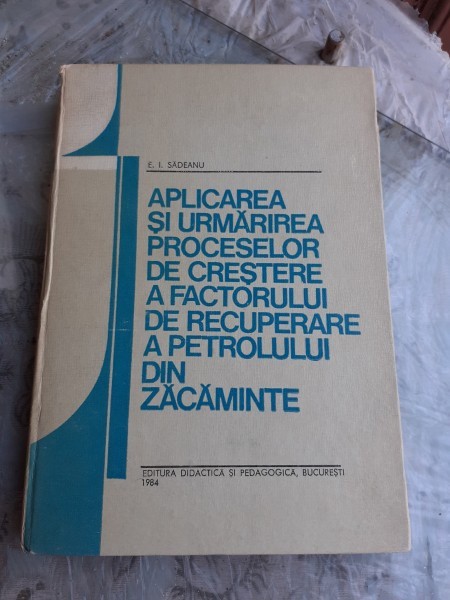 E. I. SĂDEANU
APLICAREA
ȘI URMĂRIREA
PROCESELOR
DE CREȘTERE
A FACTORULUI
DE RECUPERARE
A PETROLULUI
DIN
ZĂCĂMINTE
EDITURA DIDACTICĂ ȘI PEDAGOGICĂ, BUCUREȘTI
1984